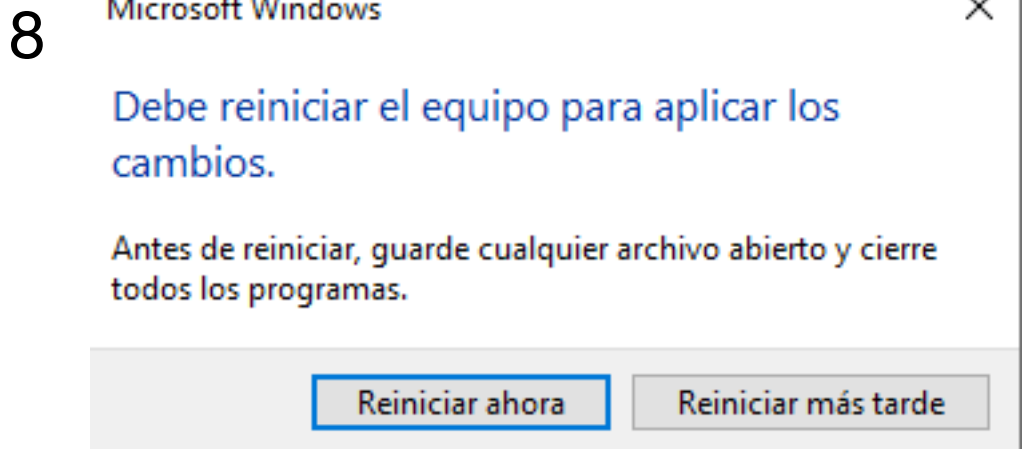 8
Microsoft Windows
Debe reiniciar el equipo para aplicar los
cambios.
Antes de reiniciar, guarde cualquier archivo abierto y cierre
todos los programas.
Reiniciar ahora
Reiniciar más tarde